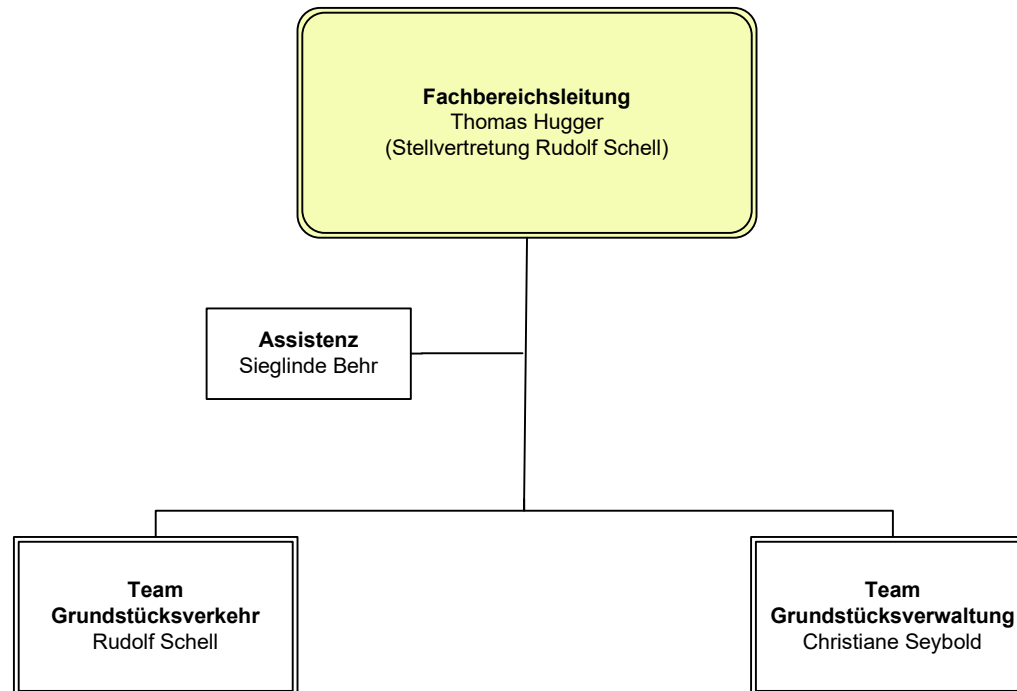 Fachbereichsleitung
Thomas Hugger
(Stellvertretung Rudolf Schell)
Assistenz
Sieglinde Behr
Team
Grundstücksverkehr
Rudolf Schell
Team
Grundstücksverwaltung
Christiane Seybold